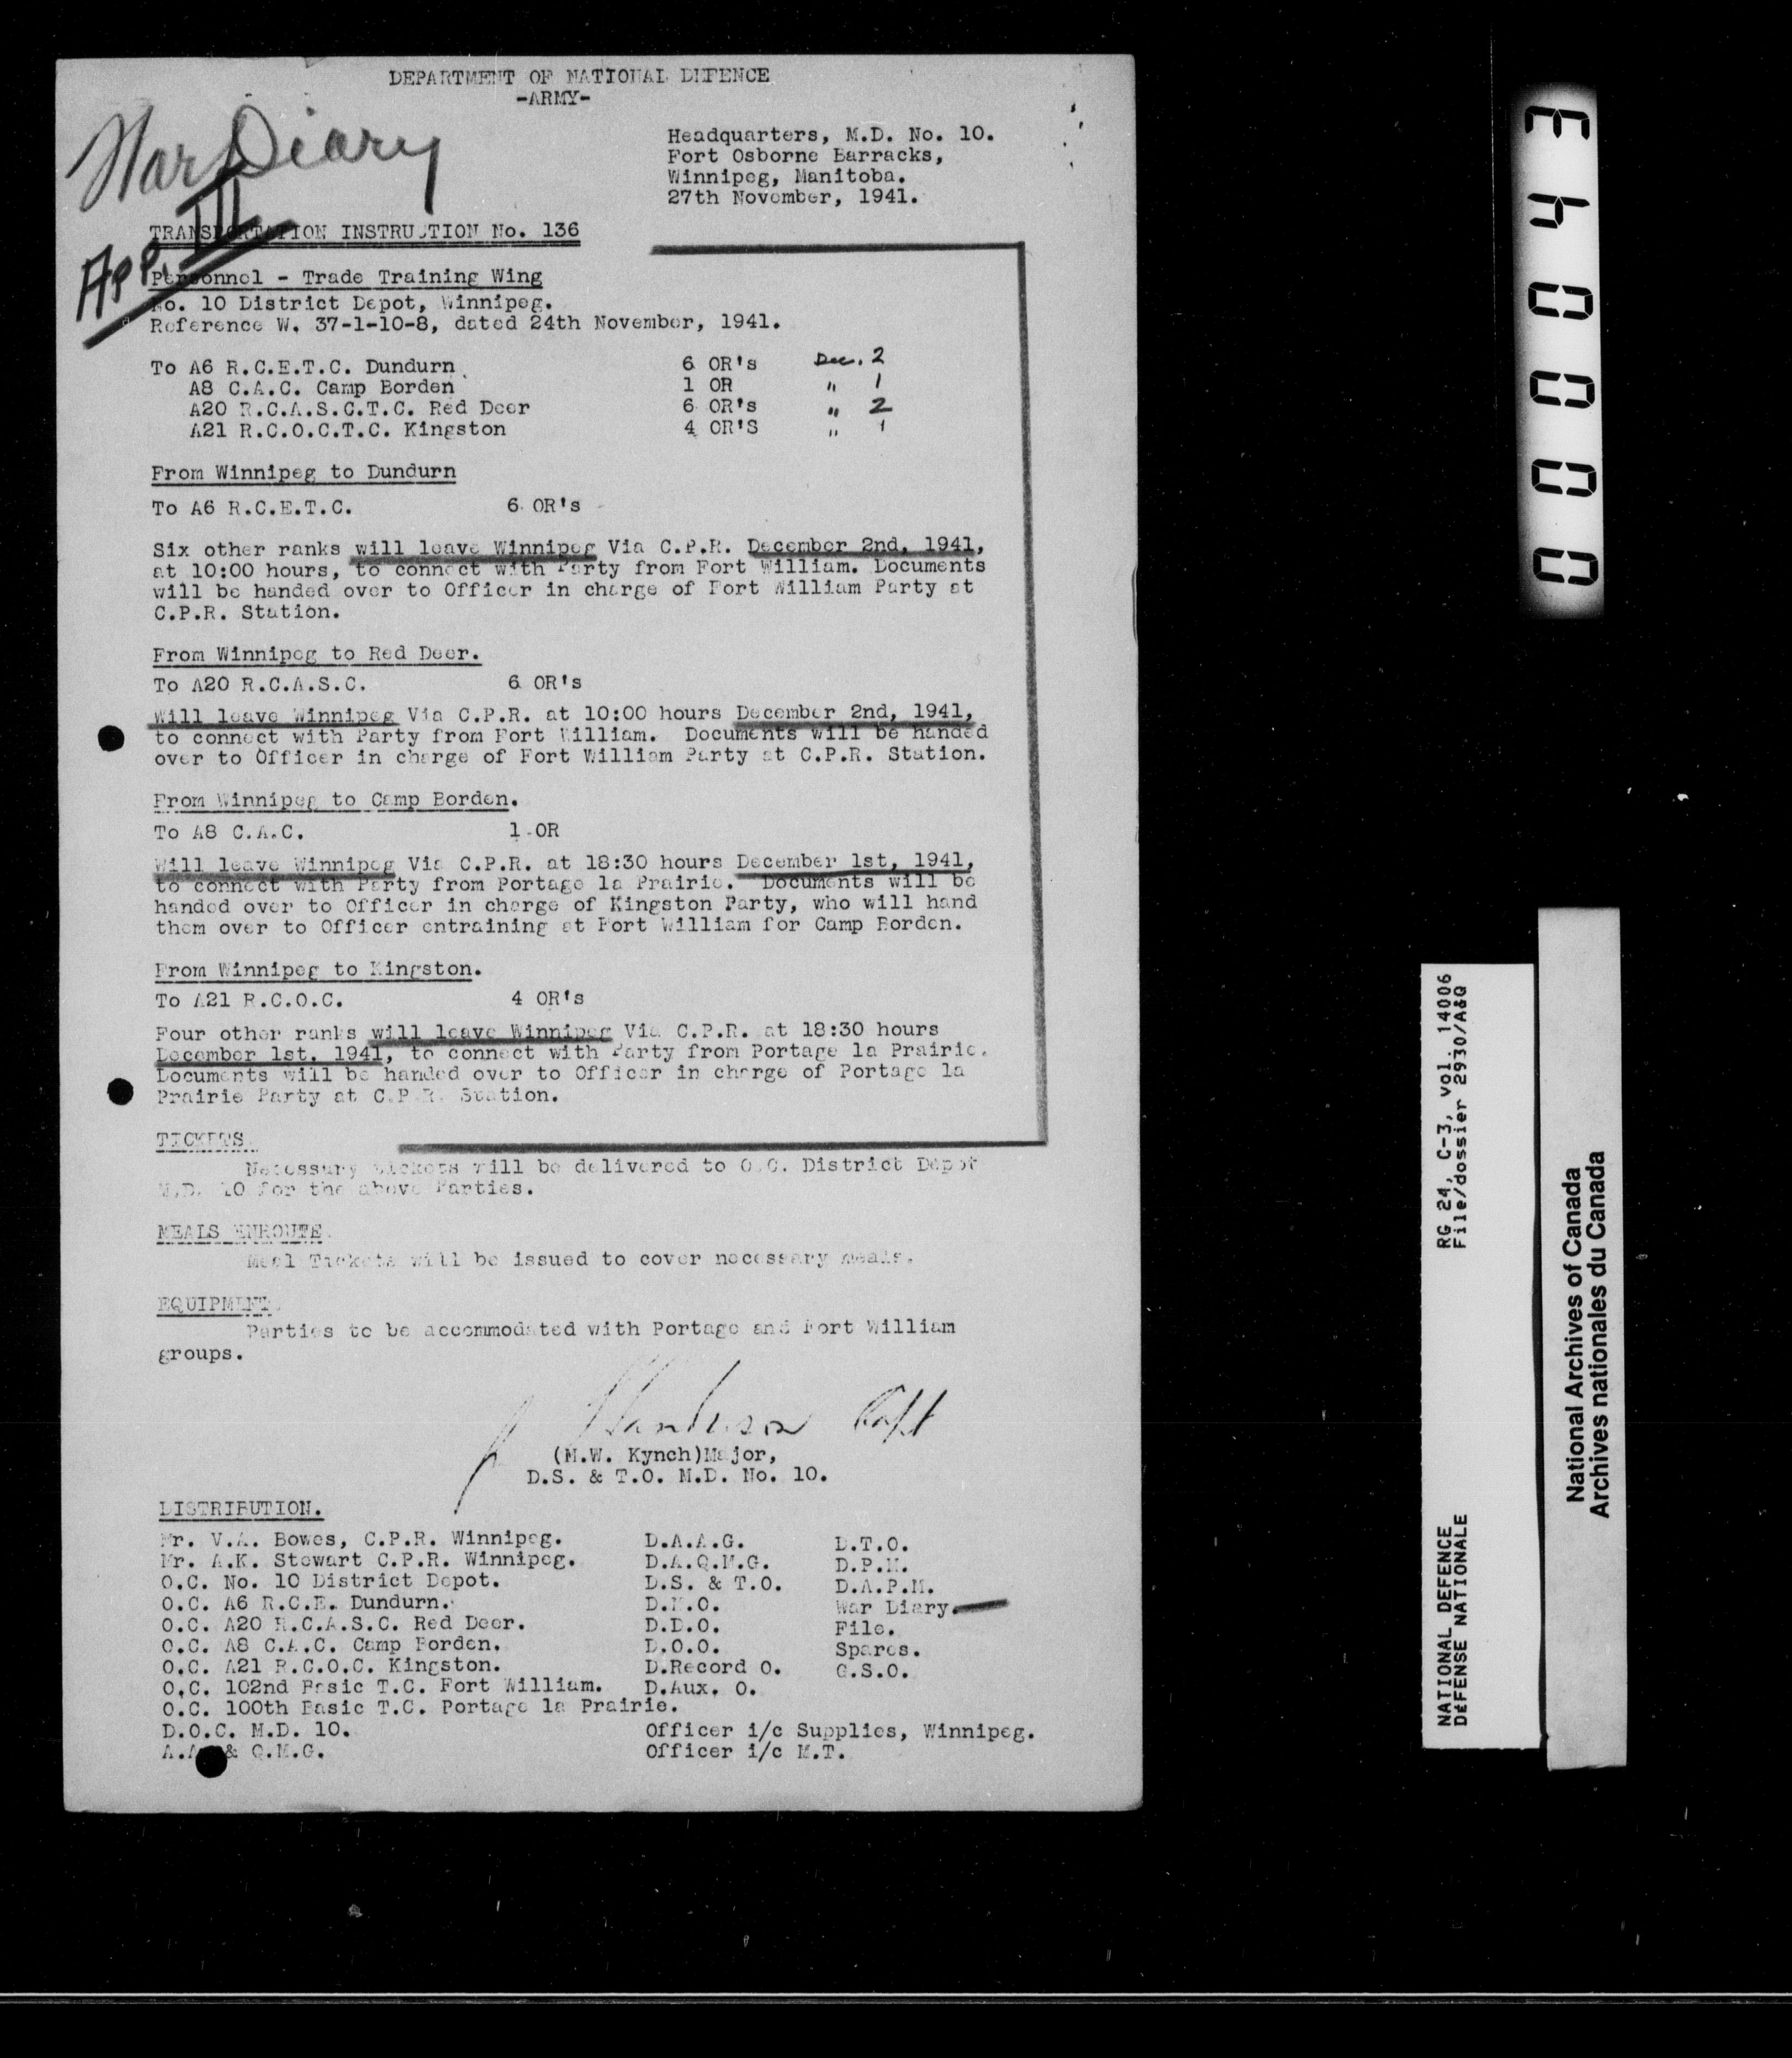 DEPARTMENT OF NATIONAL DEFENCE
-ARMY-
War Diary
App. III
Headquarters, M.D. No. 10.
Fort Osborne Barracks,
Winnipeg, Manitoba.
27th November, 1941.
TRANSPORTATION INSTRUCTION No. 136
Personnel - Trade Training Wing
No. 10 District Depot, Winnipeg.
Reference W. 37-1-10-8, dated 24th November, 1941.
To A6 R.C.E.T.C. Dundurn 6 OR's Dec. 2
A8 C.A.C. Camp Borden 1 OR " 1
A20 R.C.A.S.C.T.C. Red Deer 6 OR's " 2
A21 R.C.O.C.T.C. Kingston 4 OR'S " 1
From Winnipeg to Dundurn
To A6 R.C.E.T.C. 6 OR's
Six other ranks will leave Winnipeg Via C.P.R. December 2nd, 1941,
at 10:00 hours, to connect with Party from Fort William. Documents
will be handed over to Officer in charge of Fort William Party at
C.P.R. Station.
From Winnipeg to Red Deer.
To A20 R.C.A.S.C. 6 OR's
Will leave Winnipeg Via C.P.R. at 10:00 hours December 2nd, 1941,
to connect with Party from Fort William. Documents will be handed
over to Officer in charge of Fort William Party at C.P.R. Station.
From Winnipeg to Camp Borden.
To A8 C.A.C. 1 OR
Will leave Winnipeg Via C.P.R. at 18:30 hours December 1st, 1941,
to connect with Party from Portage la Prairie. Documents will be
handed over to Officer in charge of Kingston Party, who will hand
them over to Officer entraining at Fort William for Camp Borden.
From Winnipeg to Kingston.
To A21 R.C.O.C. 4 OR's
Four other ranks will leave Winnipeg Via C.P.R. at 18:30 hours
December 1st, 1941, to connect with Party from Portage la Prairie.
Documents will be handed over to Officer in charge of Portage la
Prairie Party at C.P.R. Station.
TICKETS.
Necessary tickets will be delivered to O.C. District Depot
M.D. 10 for the above Parties.
MEALS ENROUTE.
Meal Tickets will be issued to cover necessary meals.
EQUIPMENT.
Parties to be accommodated with Portage and Fort William
groups.
Capt
(M.W. Kynch)Major,
D.S. & T.O. M.D. No. 10.
DISTRIBUTION.
Mr. V.A. Bowes, C.P.R. Winnipeg. D.A.A.G. D.T.O.
Mr. A.K. Stewart C.P.R. Winnipeg. D.A.Q.M.G. D.P.M.
O.C. No. 10 District Depot. D.S. & T.O. D.A.P.M.
O.C. A6 R.C.E. Dundurn. D.M.O. War Diary.
O.C. A20 R.C.A.S.C. Red Deer. D.D.O. File.
O.C. A8 C.A.C. Camp Borden. D.O.O. Spares.
O.C. A21 R.C.O.C. Kingston. D.Record O. G.S.O.
O.C. 102nd Basic T.C. Fort William. D.Aux. O.
O.C. 100th Basic T.C. Portage la Prairie.
D.O.C. M.D. 10. Officer i/c Supplies, Winnipeg.
A.A. & Q.M.G. Officer i/c M.T.
000043
RG 24, C-3, vol. 14006
File/dossier 2930/A&Q
NATIONAL DEFENCE
DEFENSE NATIONALE
National Archives of Canada
Archives nationales du Canada